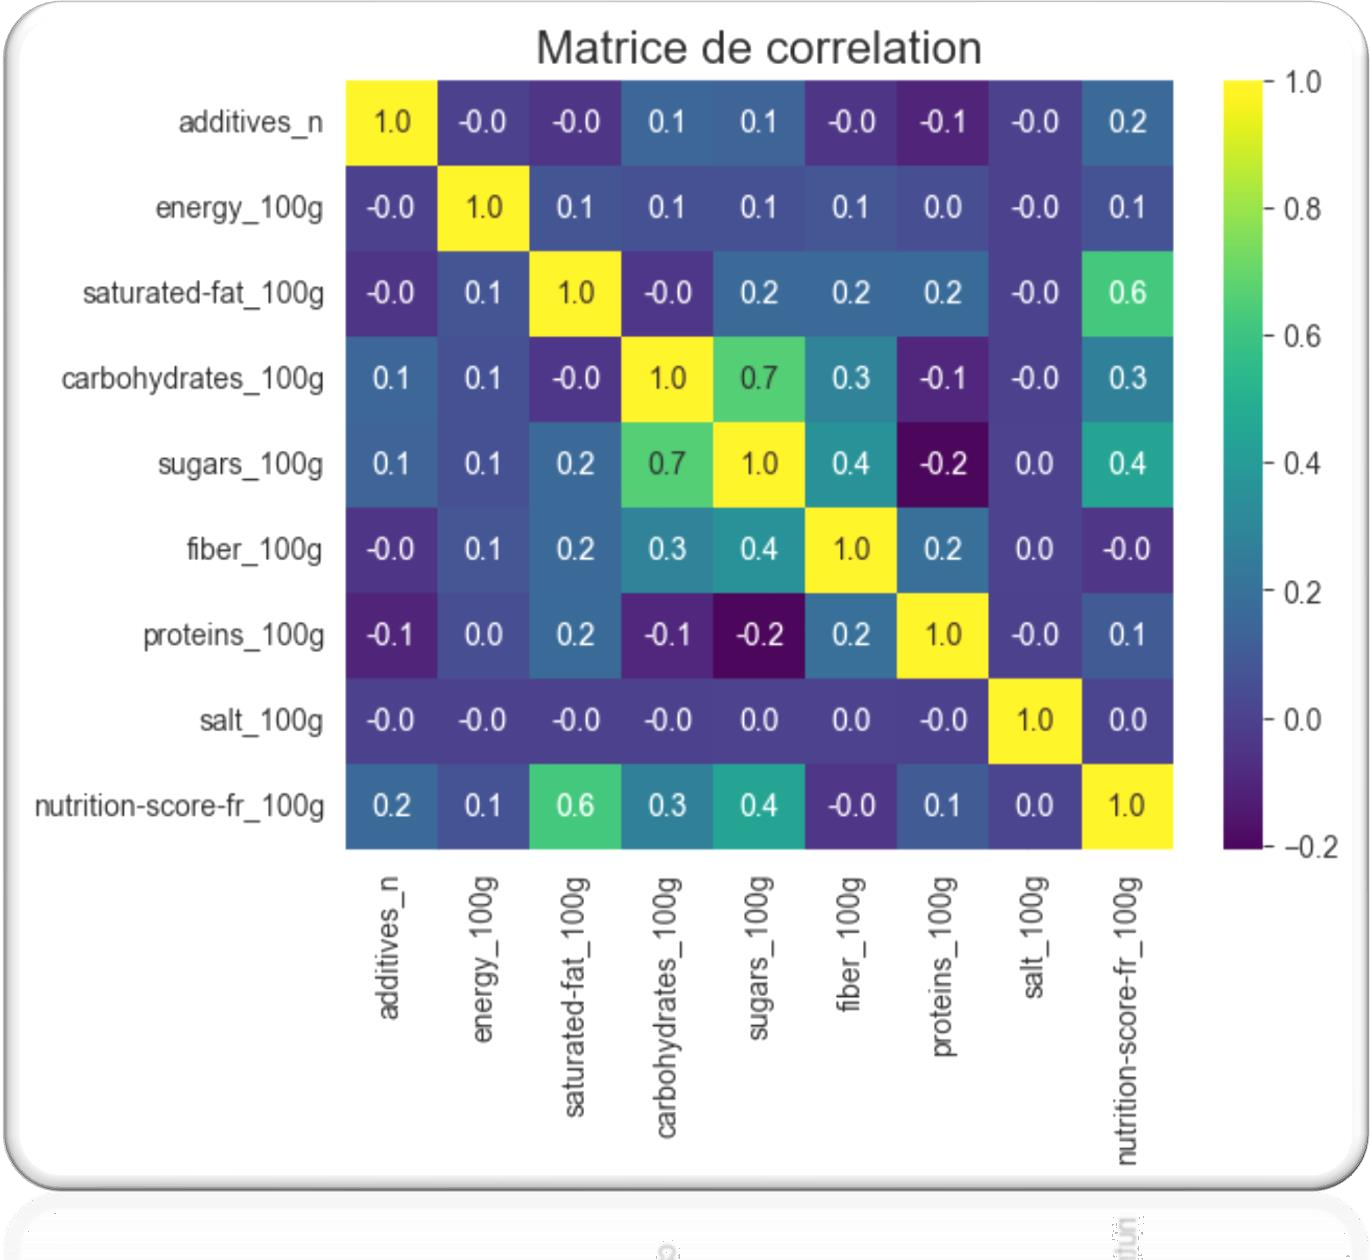 Matrice de correlation
additives_n 1.0 -0.0 -0.0 0.1 0.1 -0.0 -0.1 -0.0 0.2
energy_100g -0.0 1.0 0.1 0.1 0.1 0.1 0.0 -0.0 0.1
saturated-fat_100g -0.0 0.1 1.0 -0.0 0.2 0.2 0.2 -0.0 0.6
carbohydrates_100g 0.1 0.1 -0.0 1.0 0.7 0.3 -0.1 -0.0 0.3
sugars_100g 0.1 0.1 0.2 0.7 1.0 0.4 -0.2 0.0 0.4
fiber_100g -0.0 0.1 0.2 0.3 0.4 1.0 0.2 0.0 -0.0
proteins_100g -0.1 0.0 0.2 -0.1 -0.2 0.2 1.0 -0.0 0.1
salt_100g -0.0 -0.0 -0.0 -0.0 0.0 0.0 -0.0 1.0 0.0
nutrition-score-fr_100g 0.2 0.1 0.6 0.3 0.4 -0.0 0.1 0.0 1.0
additives_n
energy_100g
saturated-fat_100g
carbohydrates_100g
sugars_100g
fiber_100g
proteins_100g
salt_100g
nutrition-score-fr_100g
1.0
0.8
0.6
0.4
0.2
0.0
−0.2